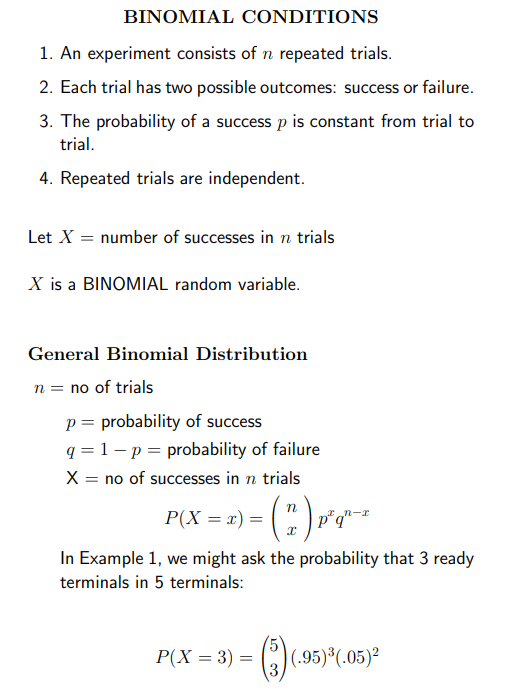 BINOMIAL CONDITIONS
1. An experiment consists of n repeated trials.
2. Each trial has two possible outcomes: success or failure.
3. The probability of a success p is constant from trial to
trial.
4. Repeated trials are independent.
Let X = number of successes in n trials
X is a BINOMIAL random variable.
General Binomial Distribution
n = no of trials
p = probability of success
q = 1 − p = probability of failure
X = no of successes in n trials
P(X = x) = \binom{n}{x} p^x q^{n−x}
In Example 1, we might ask the probability that 3 ready
terminals in 5 terminals:
P(X = 3) = \binom{5}{3} (.95)^3 (.05)^2